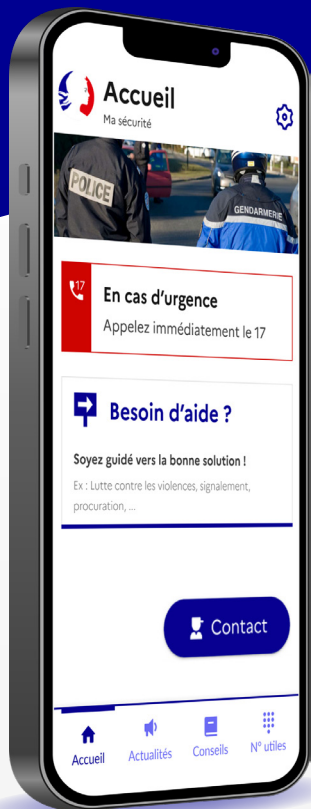 Accueil
Ma sécurité
POLICE
GENDARMERIE
17
En cas d'urgence
Appelez immédiatement le 17
Besoin d'aide ?
Soyez guidé vers la bonne solution !
Ex : Lutte contre les violences, signalement,
procuration, ...
Contact
Accueil
Actualités
Conseils
N° utiles